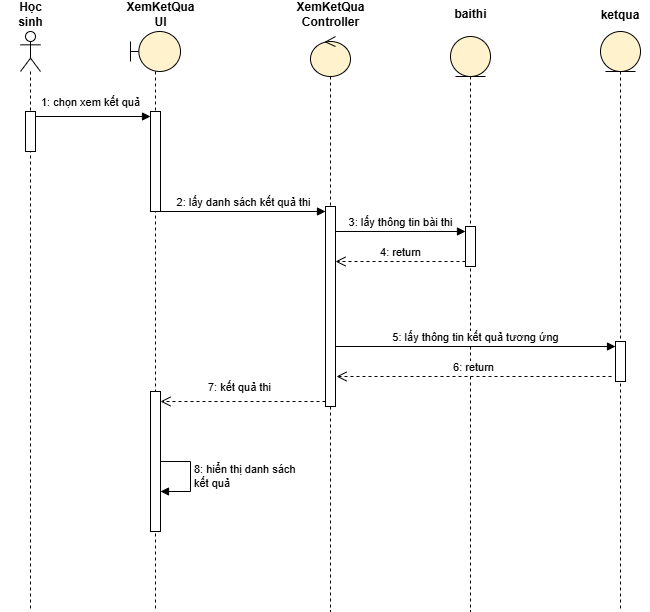 Học
sinh
XemKetQua
UI
XemKetQua
Controller
baithi
ketqua
1: chọn xem kết quả
2: lấy danh sách kết quả thi
3: lấy thông tin bài thi
4: return
5: lấy thông tin kết quả tương ứng
6: return
7: kết quả thi
8: hiển thị danh sách
kết quả